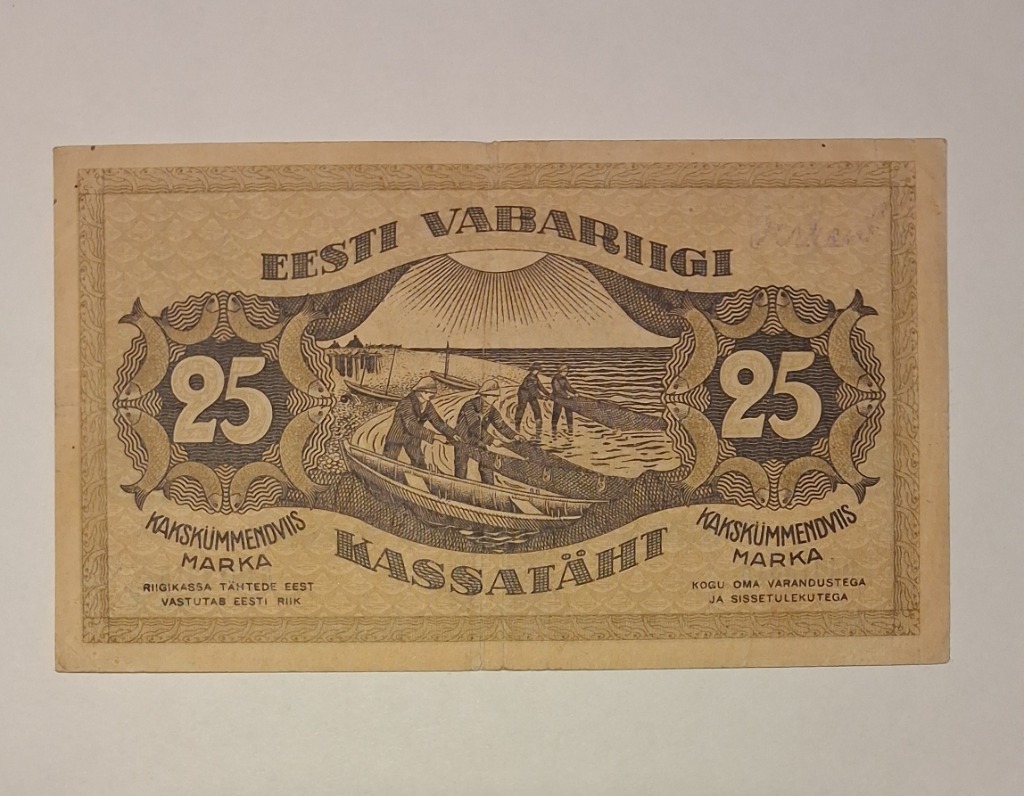 EESTI VABARIIGI
25
25
KAKSKÜMMENDVIIS
MARKA
RIIGIKASSA TÄHTEDE EEST
VASTUTAB EESTI RIIK
KASSATÄHT
KAKSKÜMMENDVIIS
MARKA
KOGU OMA VARANDUSTEGA
JA SISSETULEKUTEGA